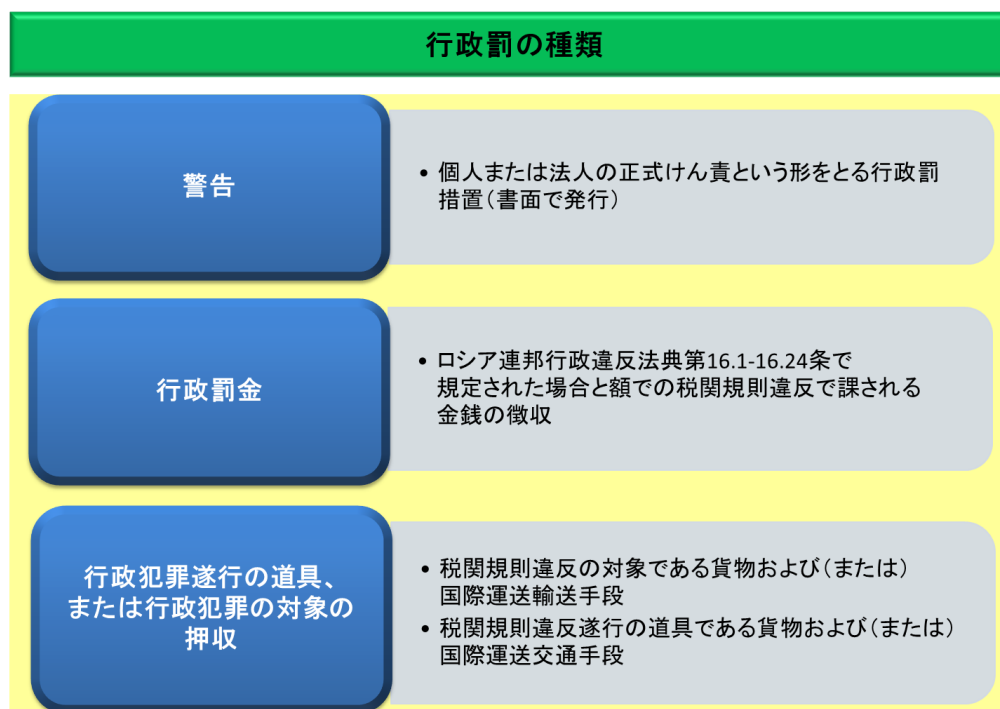 行政罰の種類
警告
• 個人または法人の正式けん責という形をとる行政罰
措置(書面で発行)
行政罰金
• ロシア連邦行政違反法典第16.1-16.24条で
規定された場合と額での税関規則違反で課される
金銭の徴収
行政犯罪遂行の道具、
または行政犯罪の対象の
押収
• 税関規則違反の対象である貨物および(または)
国際運送輸送手段
• 税関規則違反遂行の道具である貨物および(または)
国際運送交通手段